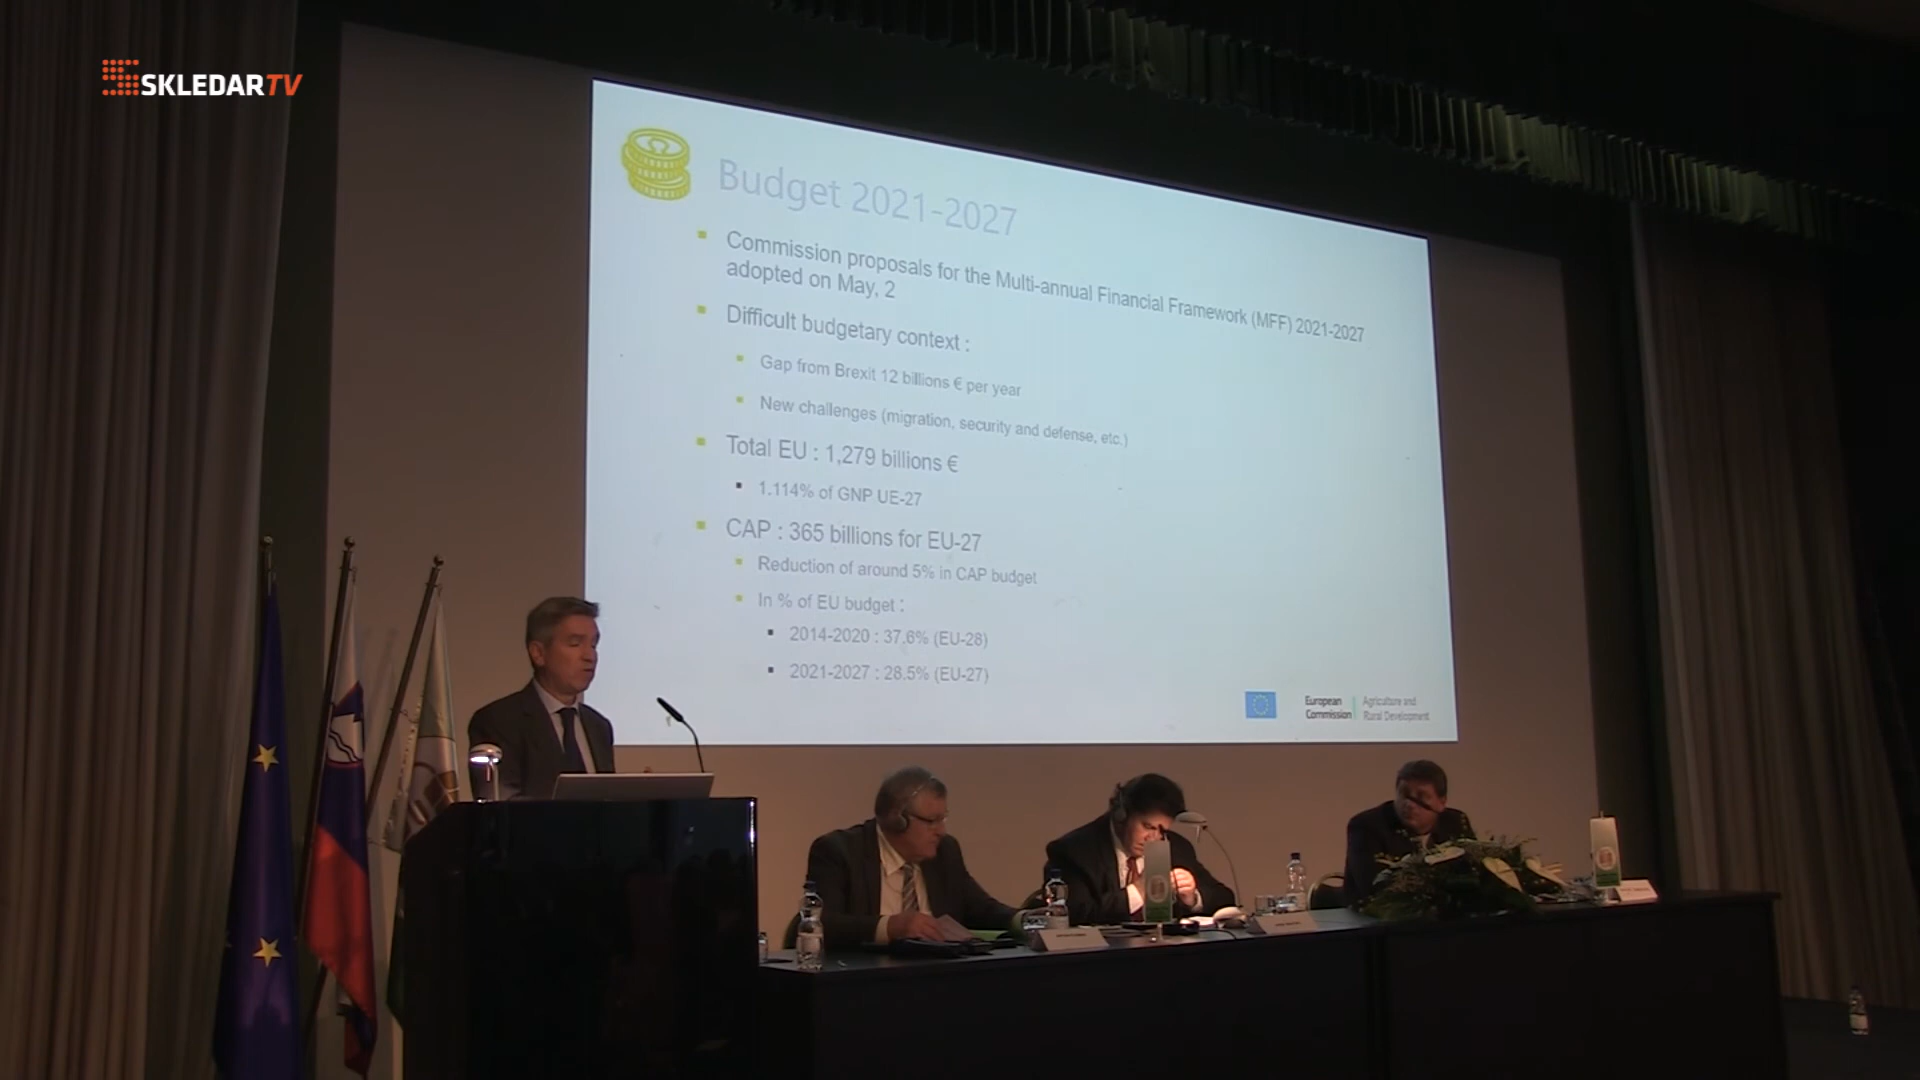 SKLEDARTV
Budget 2021-2027
Commission proposals for the Multi-annual Financial Framework (MFF) 2021-2027
adopted on May, 2
Difficult budgetary context :
Gap from Brexit 12 billions € per year
New challenges (migration, security and defense, etc.)
Total EU : 1,279 billions €
1.114% of GNP UE-27
CAP : 365 billions for EU-27
Reduction of around 5% in CAP budget
In % of EU budget :
2014-2020 : 37.6% (EU-28)
2021-2027 : 28.5% (EU-27)
European
Commission
Agriculture and
Rural Development